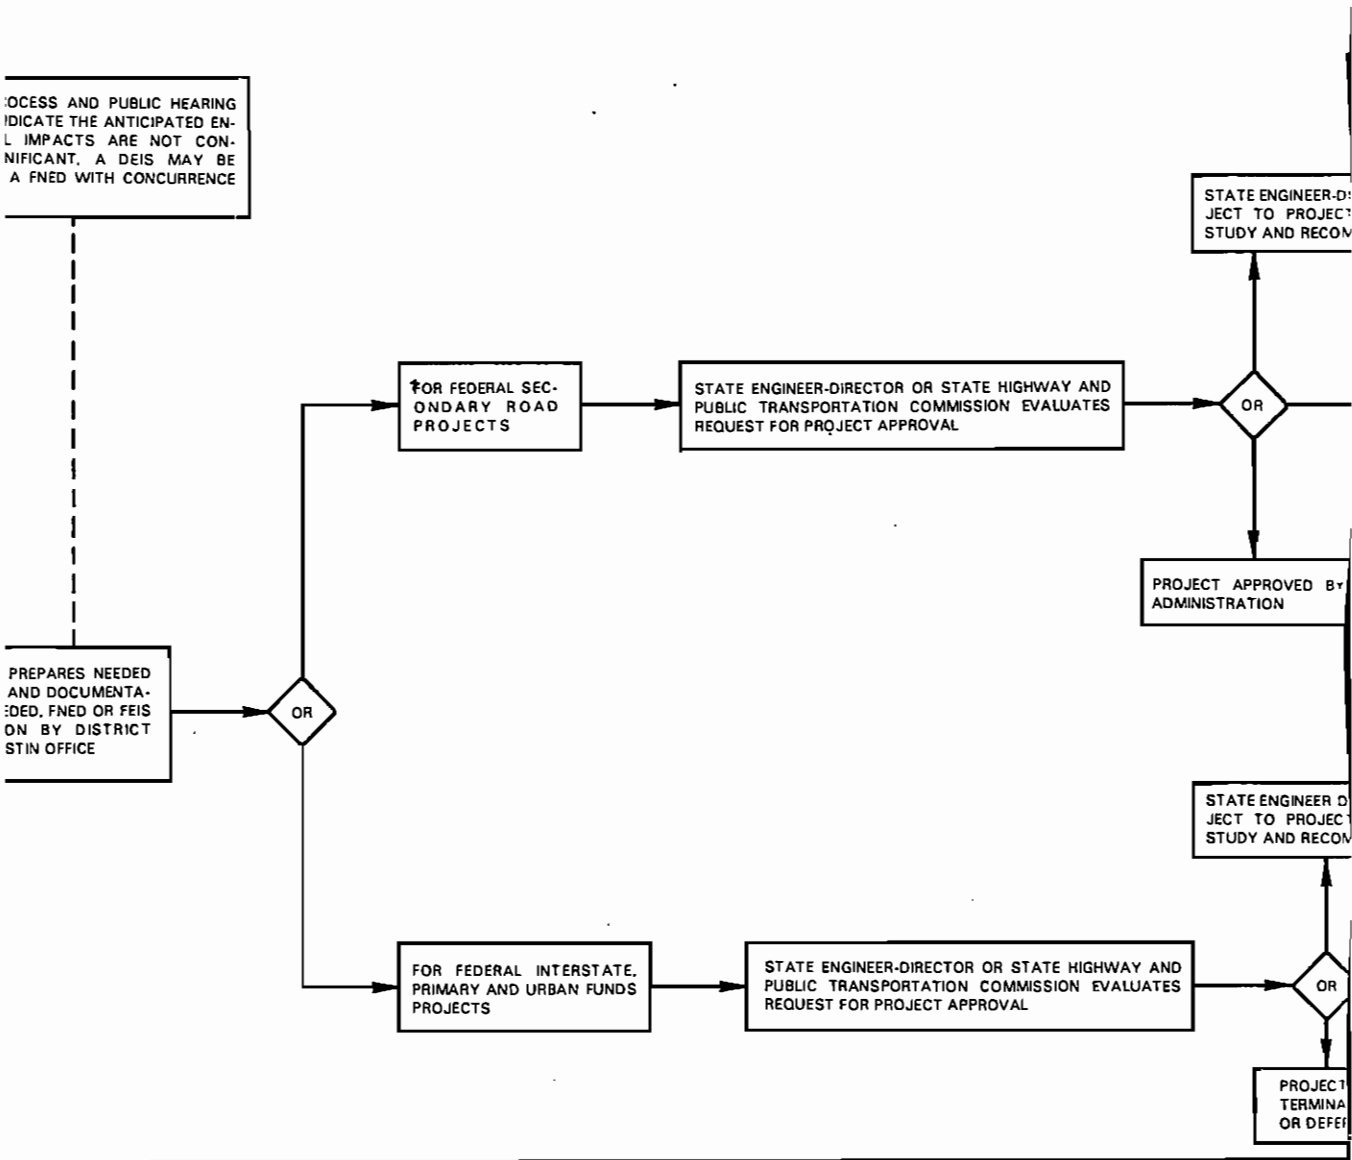 OCESS AND PUBLIC HEARING
DICATE THE ANTICIPATED EN-
L IMPACTS ARE NOT CON-
NIFICANT, A DEIS MAY BE
A FNED WITH CONCURRENCE
STATE ENGINEER-D
JECT TO PROJECT
STUDY AND RECOM
FOR FEDERAL SEC-
ONDARY ROAD
PROJECTS
STATE ENGINEER-DIRECTOR OR STATE HIGHWAY AND
PUBLIC TRANSPORTATION COMMISSION EVALUATES
REQUEST FOR PROJECT APPROVAL
OR
PROJECT APPROVED BY
ADMINISTRATION
PREPARES NEEDED
AND DOCUMENTA-
EDED, FNED OR FEIS
ON BY DISTRICT
STIN OFFICE
OR
STATE ENGINEER D
JECT TO PROJECT
STUDY AND RECOM
FOR FEDERAL INTERSTATE,
PRIMARY AND URBAN FUNDS
PROJECTS
STATE ENGINEER-DIRECTOR OR STATE HIGHWAY AND
PUBLIC TRANSPORTATION COMMISSION EVALUATES
REQUEST FOR PROJECT APPROVAL
OR
PROJECT
TERMINA
OR DEFER